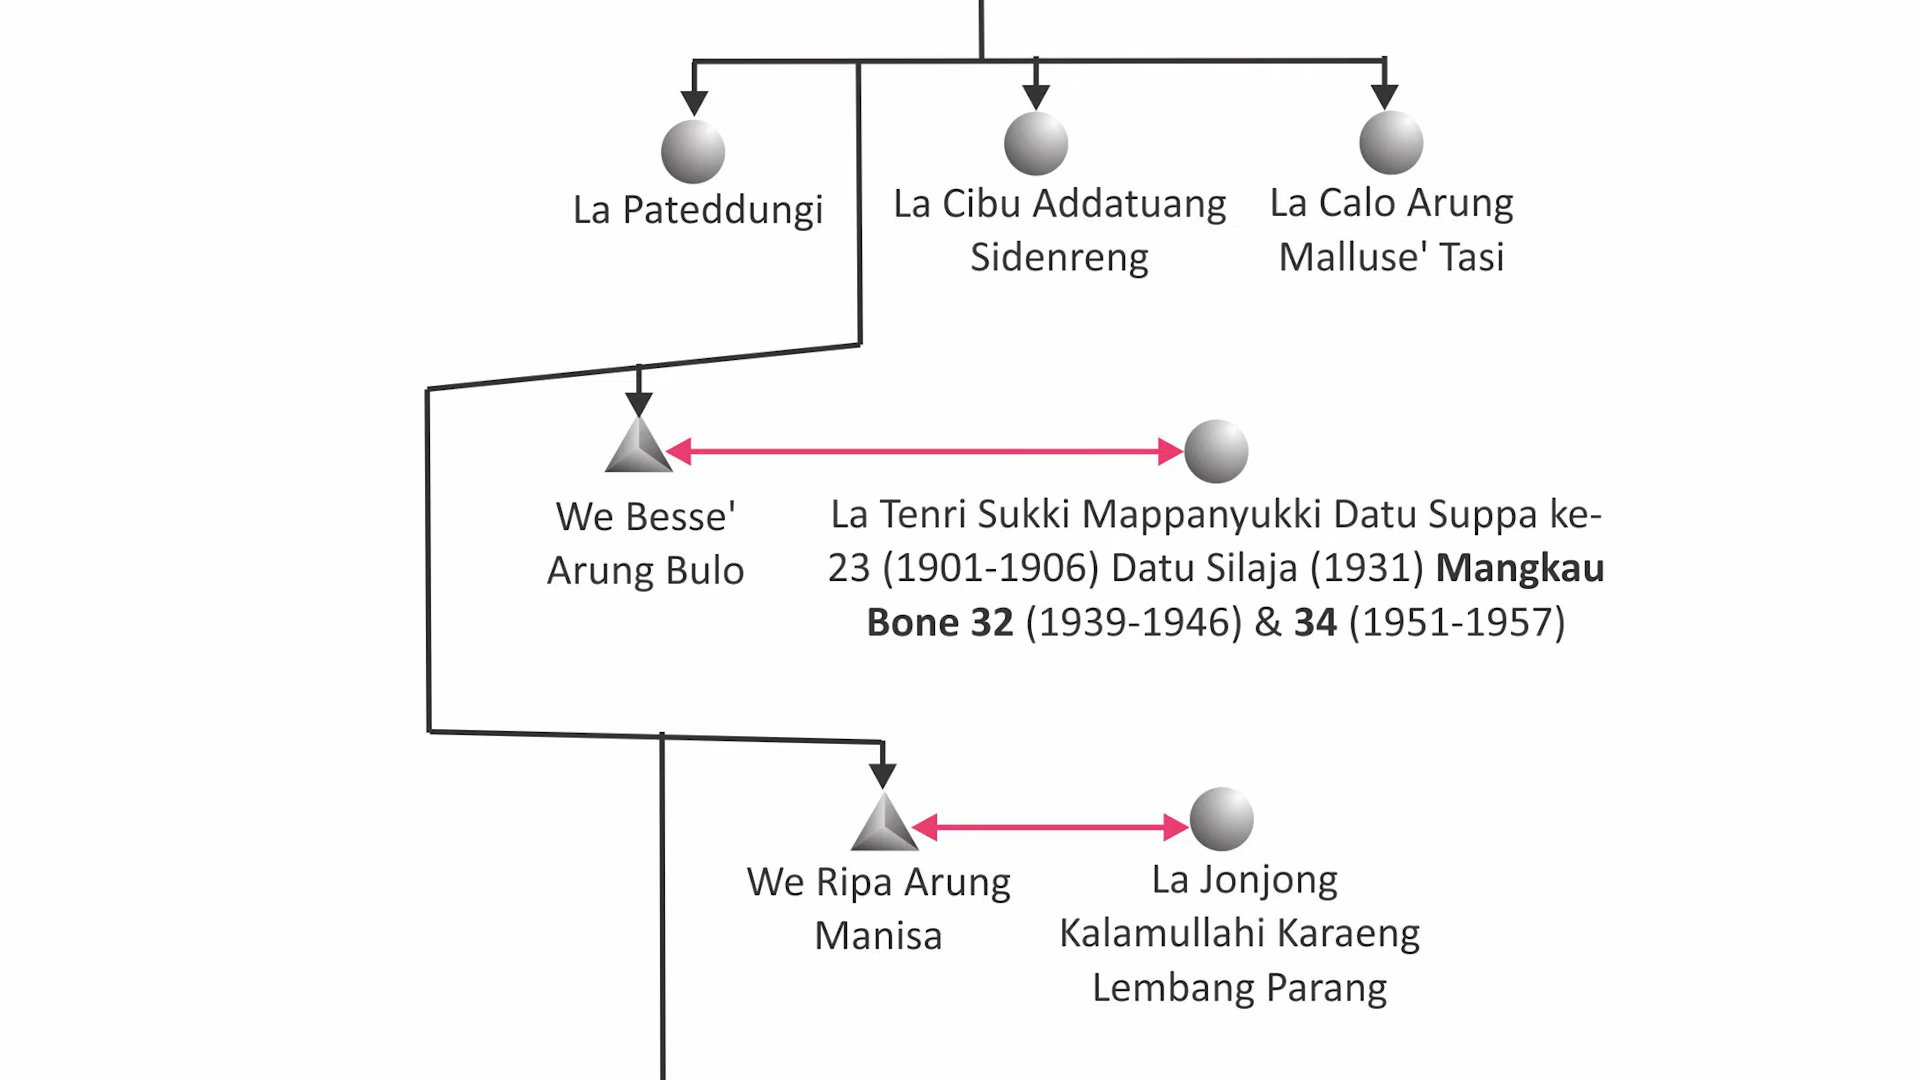 La Pateddungi
La Cibu Addatuang
Sidenreng
La Calo Arung
Malluse' Tasi
We Besse'
Arung Bulo
La Tenri Sukki Mappanyukki Datu Suppa ke-
23 (1901-1906) Datu Silaja (1931) Mangkau
Bone 32 (1939-1946) & 34 (1951-1957)
We Ripa Arung
Manisa
La Jonjong
Kalamullahi Karaeng
Lembang Parang